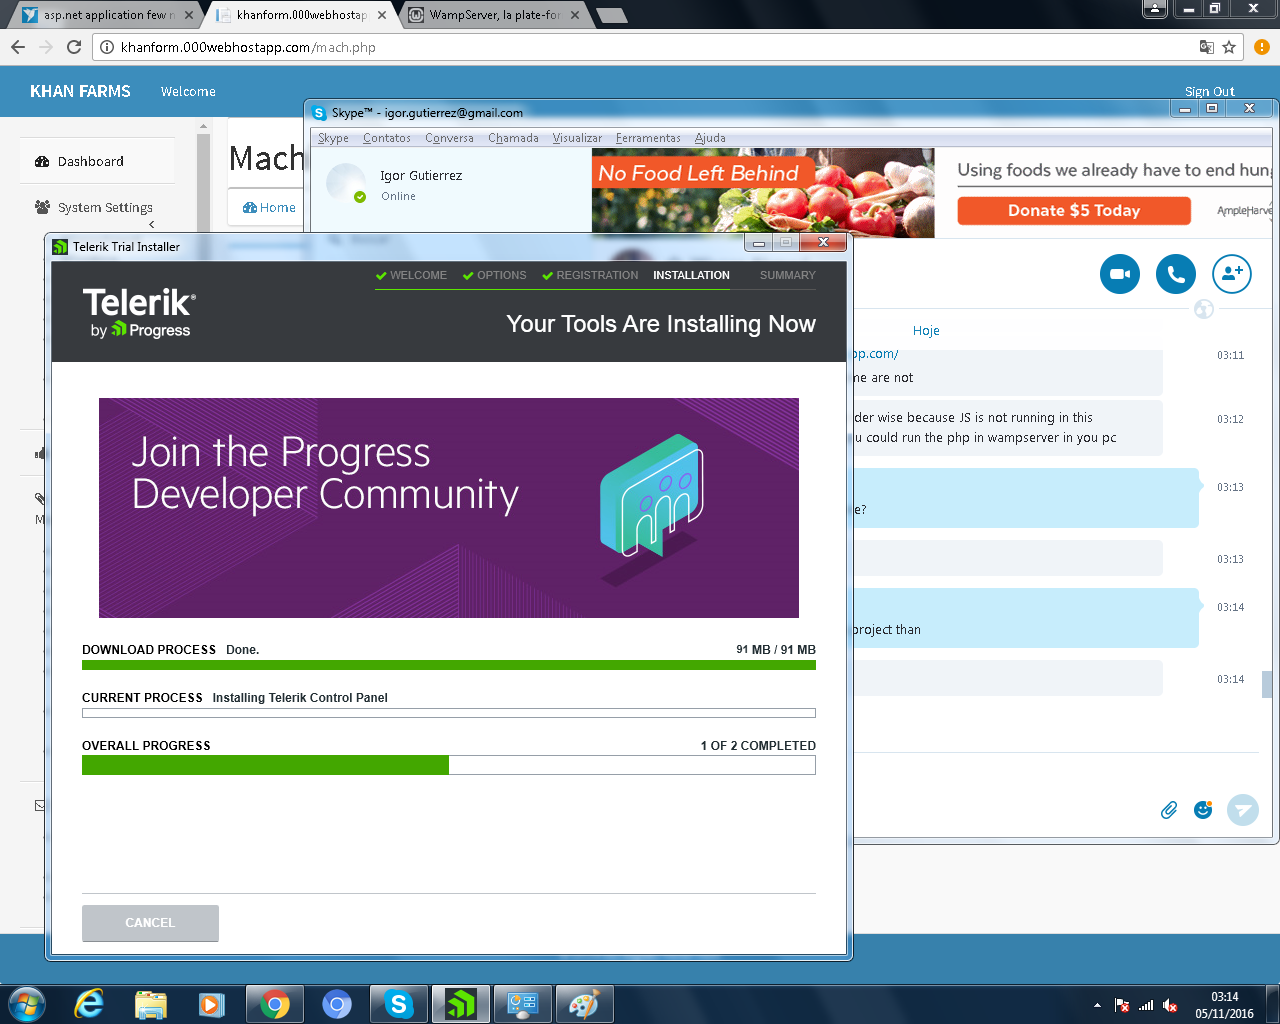 asp.net application few n
khanform.000webhostap
WampServer, la plate-for
khanform.000webhostapp.com/mach.php
KHAN FARMS
Welcome
Sign Out
Dashboard
System Settings
Mach
Home
Skype™ - igor.gutierrez@gmail.com
Skype Contatos Conversa Chamada Visualizar Ferramentas Ajuda
Igor Gutierrez
Online
No Food Left Behind
Using foods we already have to end hung
Donate $5 Today
AmpleHarve
Hoje
op.com/
03:11
me are not
der wise because JS is not running in this
03:12
u could run the php in wampserver in you pc
03:13
e?
03:13
03:14
project than
03:14
Telerik Trial Installer
WELCOME OPTIONS REGISTRATION INSTALLATION SUMMARY
Telerik®
by Progress
Your Tools Are Installing Now
Join the Progress
Developer Community
DOWNLOAD PROCESS Done. 91 MB / 91 MB
CURRENT PROCESS Installing Telerik Control Panel
OVERALL PROGRESS 1 OF 2 COMPLETED
CANCEL
M
03:14
05/11/2016